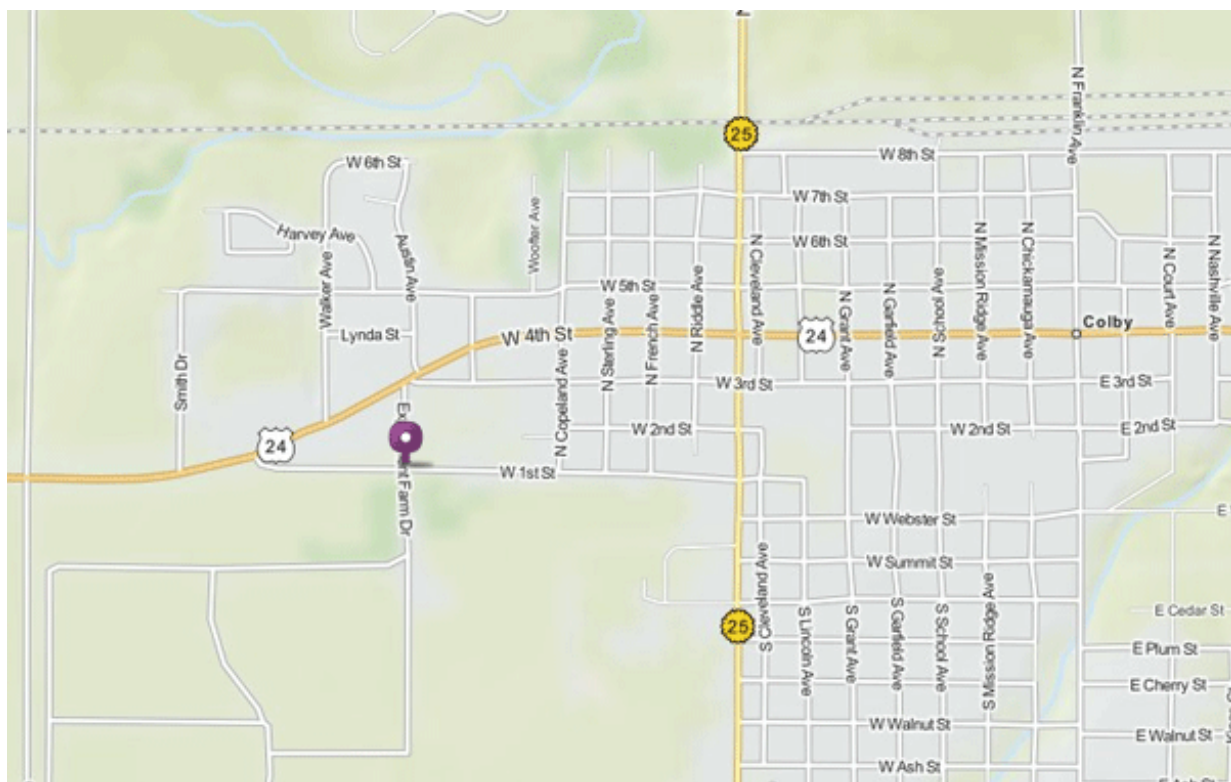 25
W 8th St
N Franklin Ave
W 6th St
W 7th St
Harvey Ave
Woofter Ave
W 6th St
Walker Ave
Austin Ave
N Cleveland Ave
N Mission Ridge Ave
N Chickamauga Ave
N Court Ave
N Nashville Ave
W 5th St
N Riddle Ave
N Grant Ave
N Garfield Ave
N School Ave
Colby
Lynda St
W 4th St
24
N Sterling Ave
N French Ave
Smith Dr
W 3rd St
E 3rd St
N Copeland Ave
W 2nd St
W 2nd St
E 2nd St
24
W 1st St
Farm Dr
W Webster St
E
W Summit St
S Cleveland Ave
S Lincoln Ave
S Grant Ave
S Garfield Ave
S School Ave
S Mission Ridge Ave
E Cedar St
25
E Plum St
E Cherry St
W Walnut St
E Walnut St
W Ash St